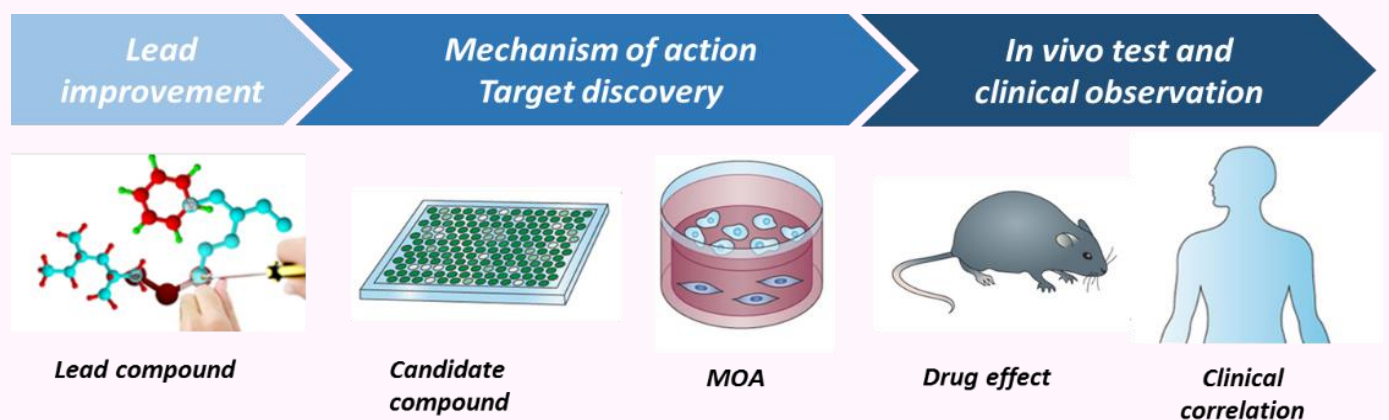 Lead
improvement
Mechanism of action
Target discovery
In vivo test and
clinical observation
Lead compound
Candidate
compound
MOA
Drug effect
Clinical
correlation